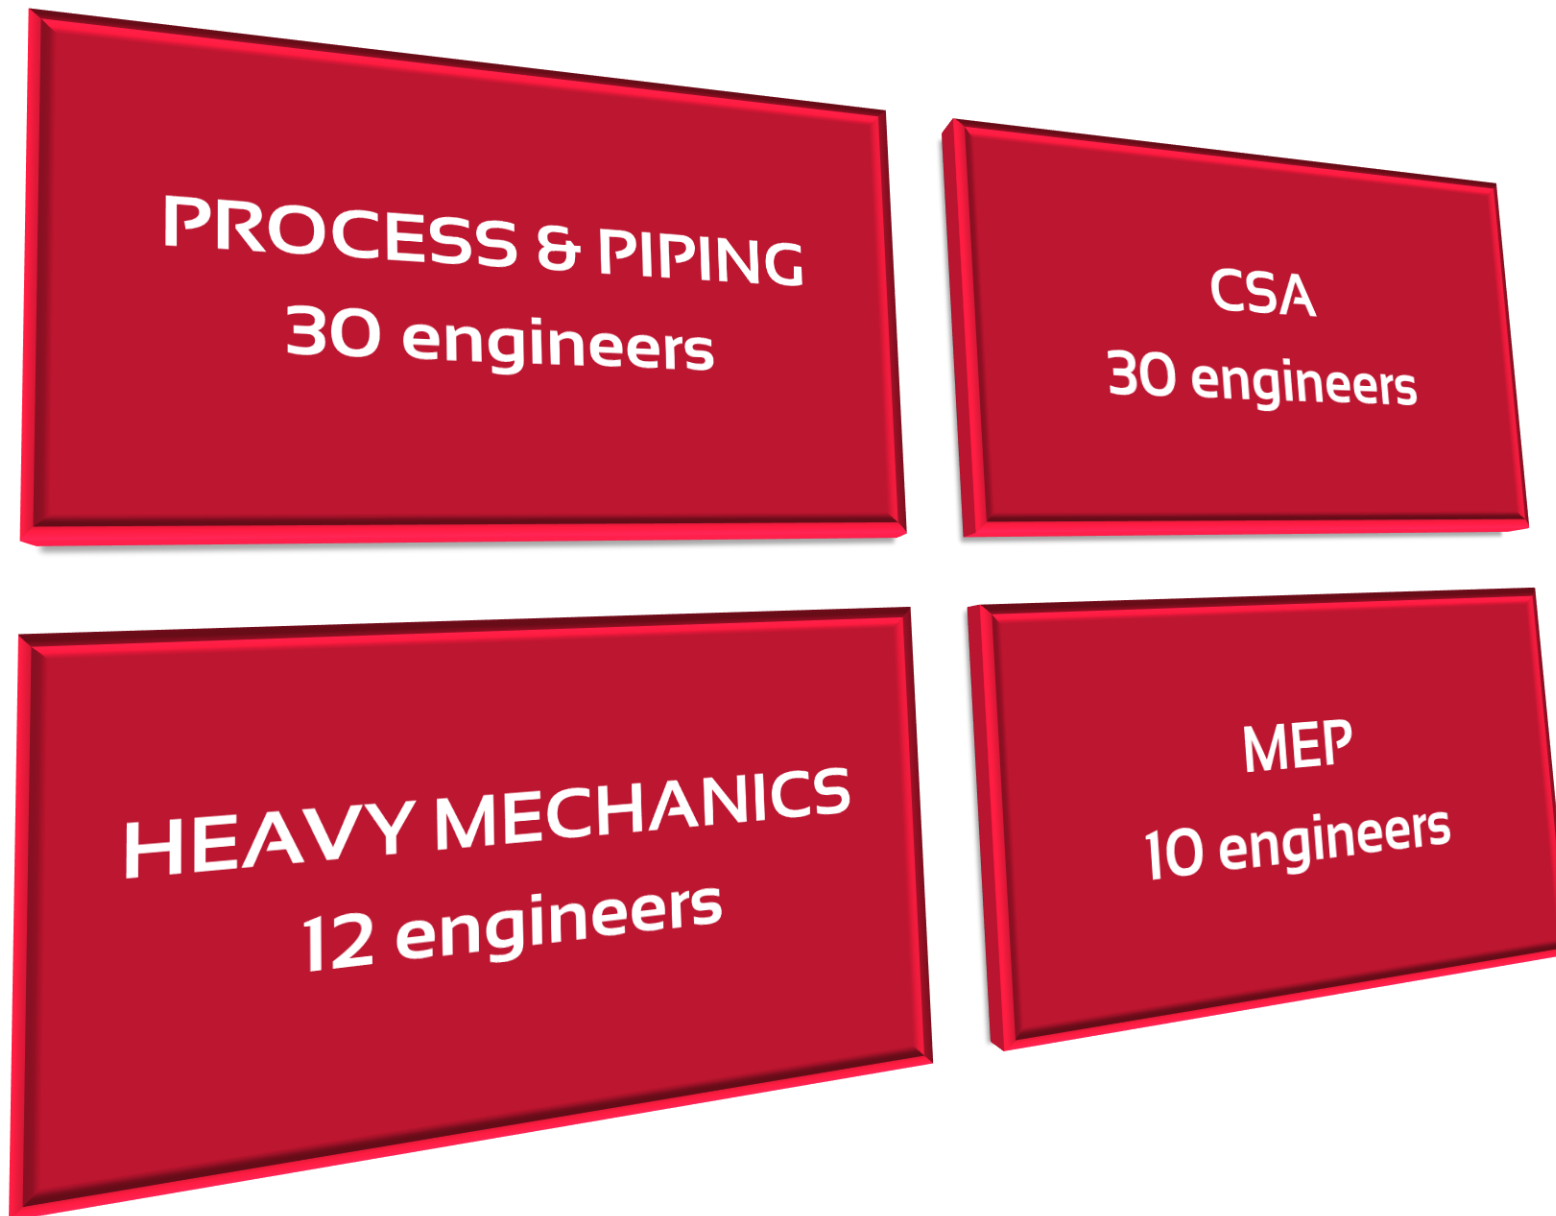 PROCESS & PIPING
30 engineers
CSA
30 engineers
HEAVY MECHANICS
12 engineers
MEP
10 engineers